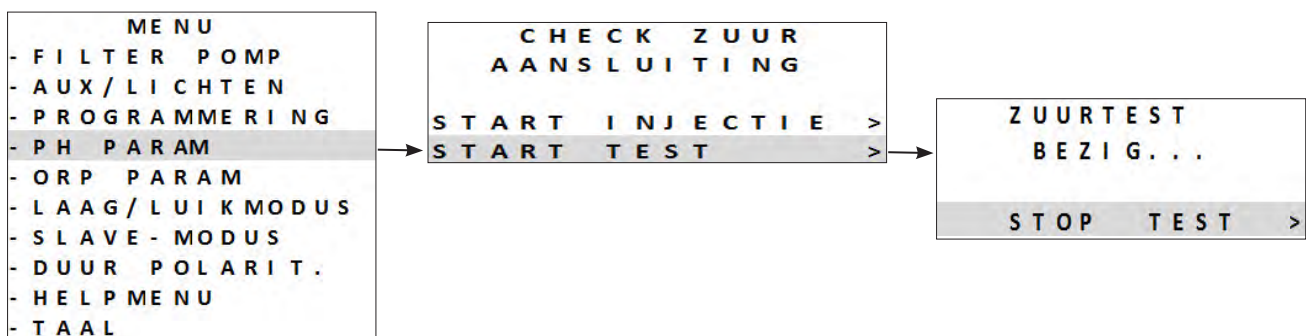 MENU
- FILTER POMP
- AUX/LICHTEN
- PROGRAMMERING
- PH PARAM
- ORP PARAM
- LAAG/LUIKMODUS
- SLAVE-MODUS
- DUUR POLARIT.
- HELPMENU
- TAAL
CHECK ZUUR
AANSLUITING
START INJECTIE >
START TEST >
ZUURTEST
BEZIG...
STOP TEST >